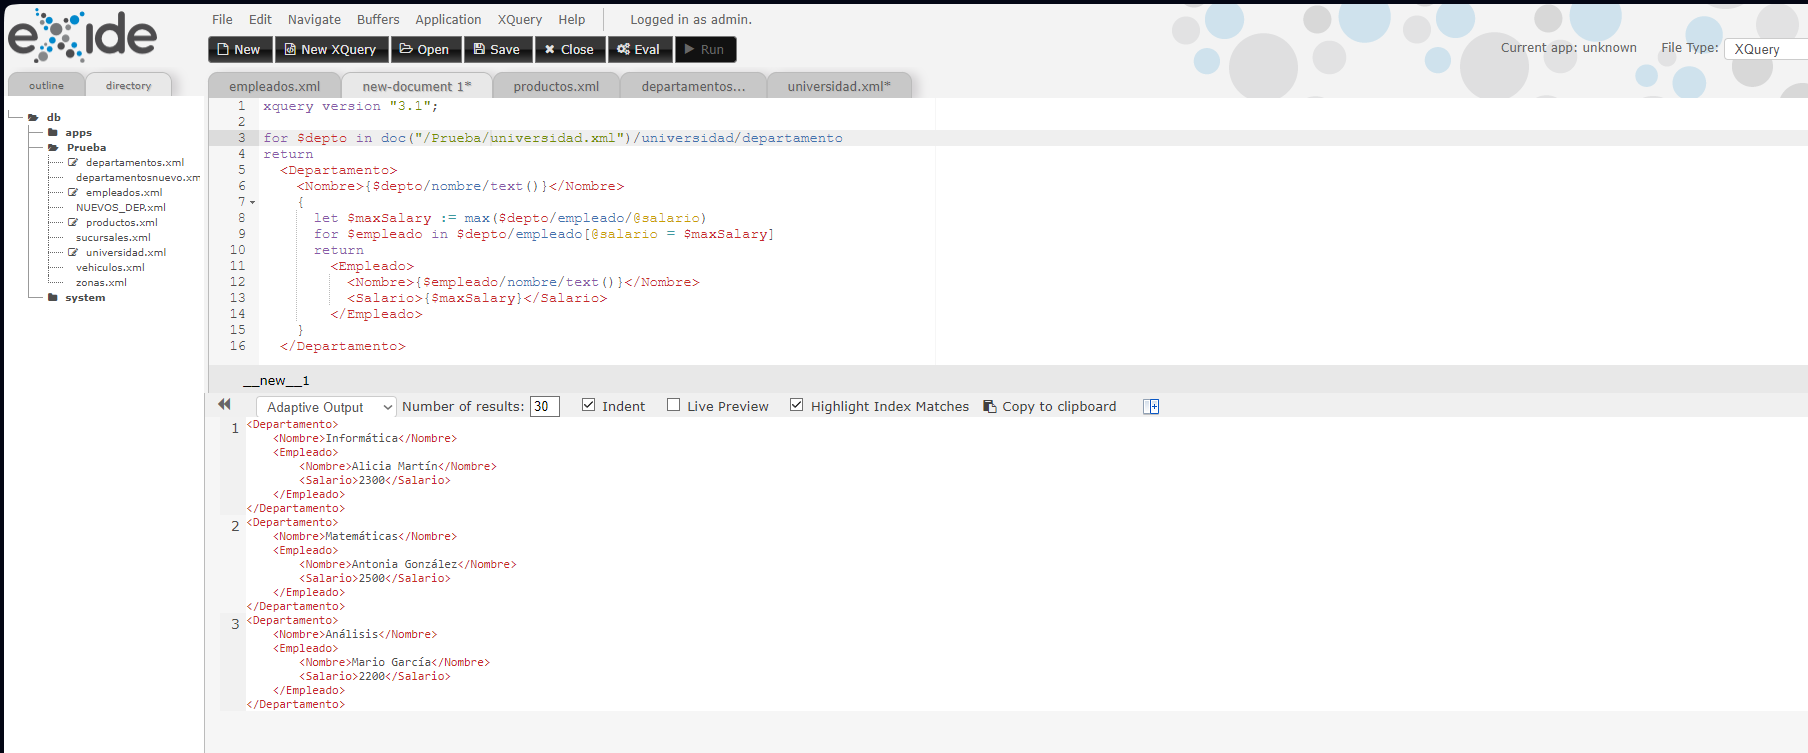 eXide
File Edit Navigate Buffers Application XQuery Help Logged in as admin.
New New XQuery Open Save Close Eval Run
Current app: unknown File Type: XQuery
outline directory
empleados.xml new-document 1* productos.xml departamentos... universidad.xml*
db
apps
Prueba
departamentos.xml
departamentosnuevo.xm
empleados.xml
NUEVOS_DEP.xml
productos.xml
sucursales.xml
universidad.xml
vehiculos.xml
zonas.xml
system
1 xquery version "3.1";
2
3 for $depto in doc("/Prueba/universidad.xml")/universidad/departamento
4 return
5 <Departamento>
6 <Nombre>{$depto/nombre/text()}</Nombre>
7 {
8 let $maxSalary := max($depto/empleado/@salario)
9 for $empleado in $depto/empleado[@salario = $maxSalary]
10 return
11 <Empleado>
12 <Nombre>{$empleado/nombre/text()}</Nombre>
13 <Salario>{$maxSalary}</Salario>
14 </Empleado>
15 }
16 </Departamento>
__new__1
Adaptive Output Number of results: 30 Indent Live Preview Highlight Index Matches Copy to clipboard
1 <Departamento>
<Nombre>Informática</Nombre>
<Empleado>
<Nombre>Alicia Martín</Nombre>
<Salario>2300</Salario>
</Empleado>
</Departamento>
2 <Departamento>
<Nombre>Matemáticas</Nombre>
<Empleado>
<Nombre>Antonia González</Nombre>
<Salario>2500</Salario>
</Empleado>
</Departamento>
3 <Departamento>
<Nombre>Análisis</Nombre>
<Empleado>
<Nombre>Mario García</Nombre>
<Salario>2200</Salario>
</Empleado>
</Departamento>